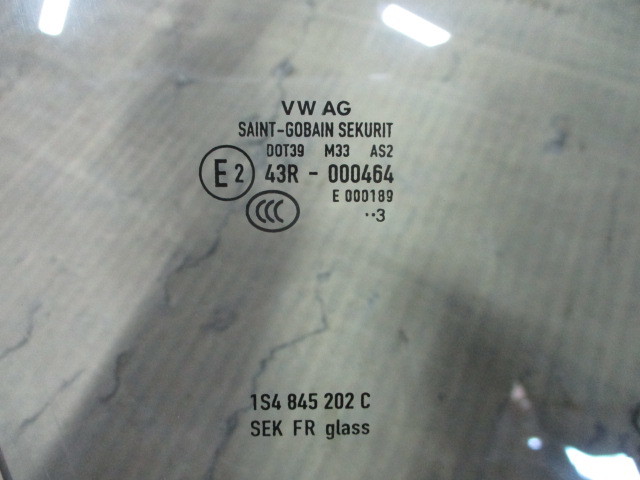 VW AG
SAINT-GOBAIN SEKURIT
DOT39 M33 AS2
E2 43R - 000464
E 000189
CCC ··3
1S4 845 202 C
SEK FR glass